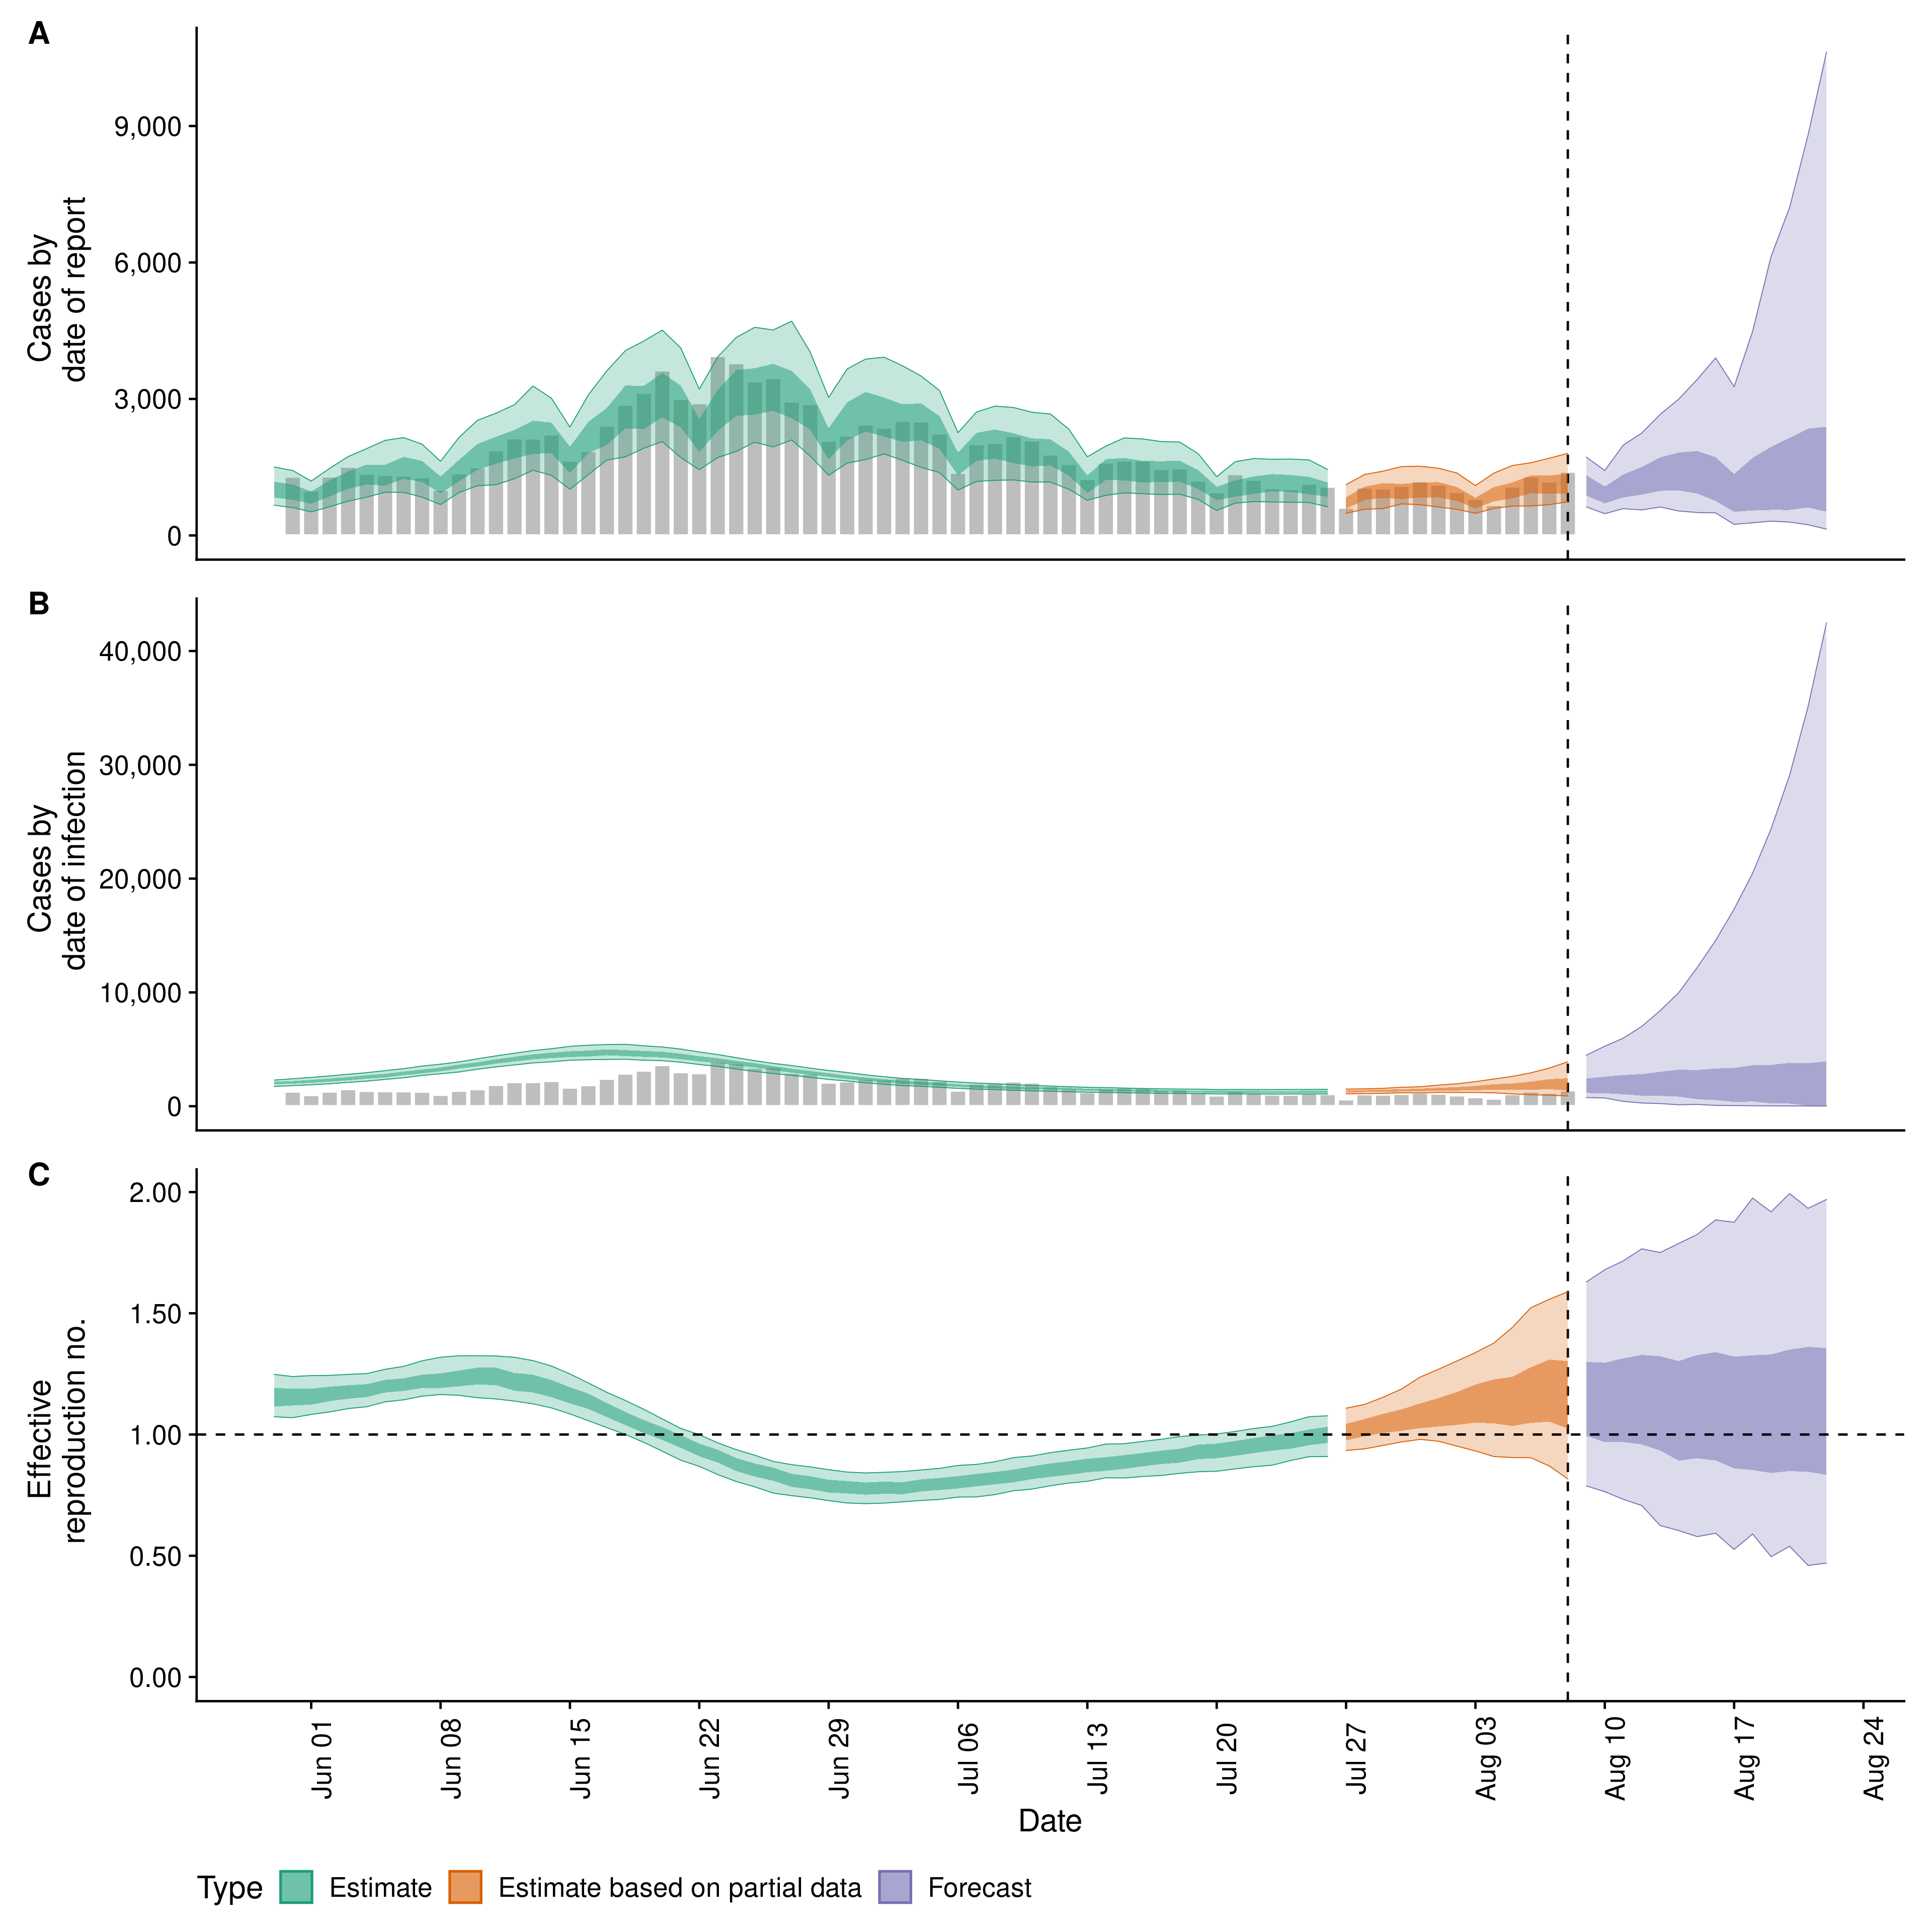 A
Cases by
date of report
9,000
6,000
3,000
0
B
Cases by
date of infection
40,000
30,000
20,000
10,000
0
C
Effective
reproduction no.
2.00
1.50
1.00
0.50
0.00
Jun 01
Jun 08
Jun 15
Jun 22
Jun 29
Jul 06
Jul 13
Jul 20
Jul 27
Aug 03
Aug 10
Aug 17
Aug 24
Date
Type Estimate Estimate based on partial data Forecast